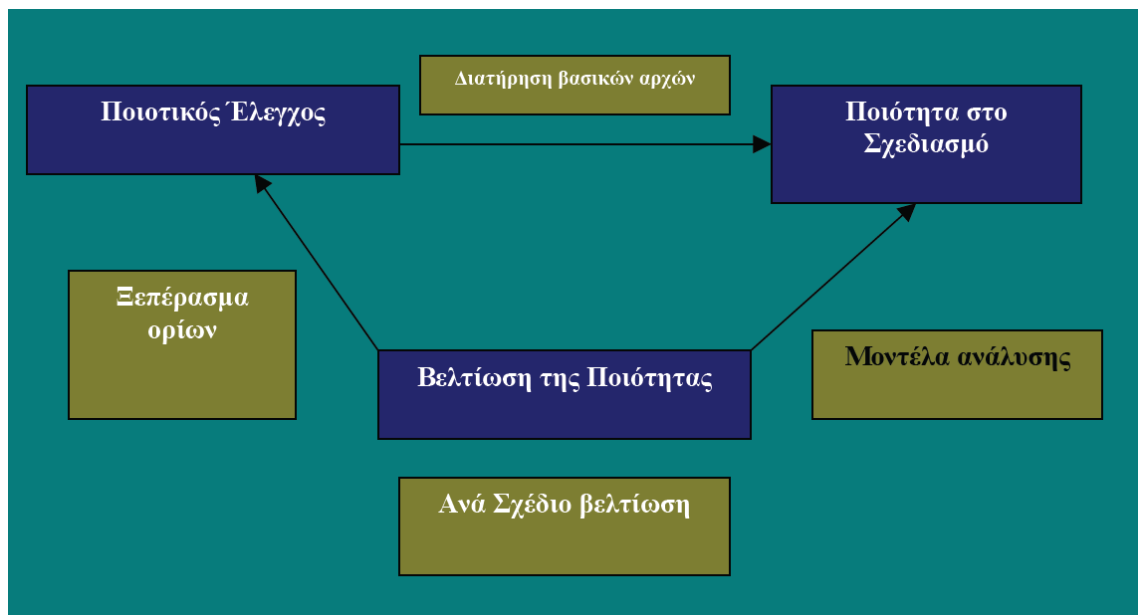 Διατήρηση βασικών αρχών
Ποιοτικός Έλεγχος
Ποιότητα στο
Σχεδιασμό
Ξεπέρασμα
ορίων
Βελτίωση της Ποιότητας
Μοντέλα ανάλυσης
Ανά Σχέδιο βελτίωση